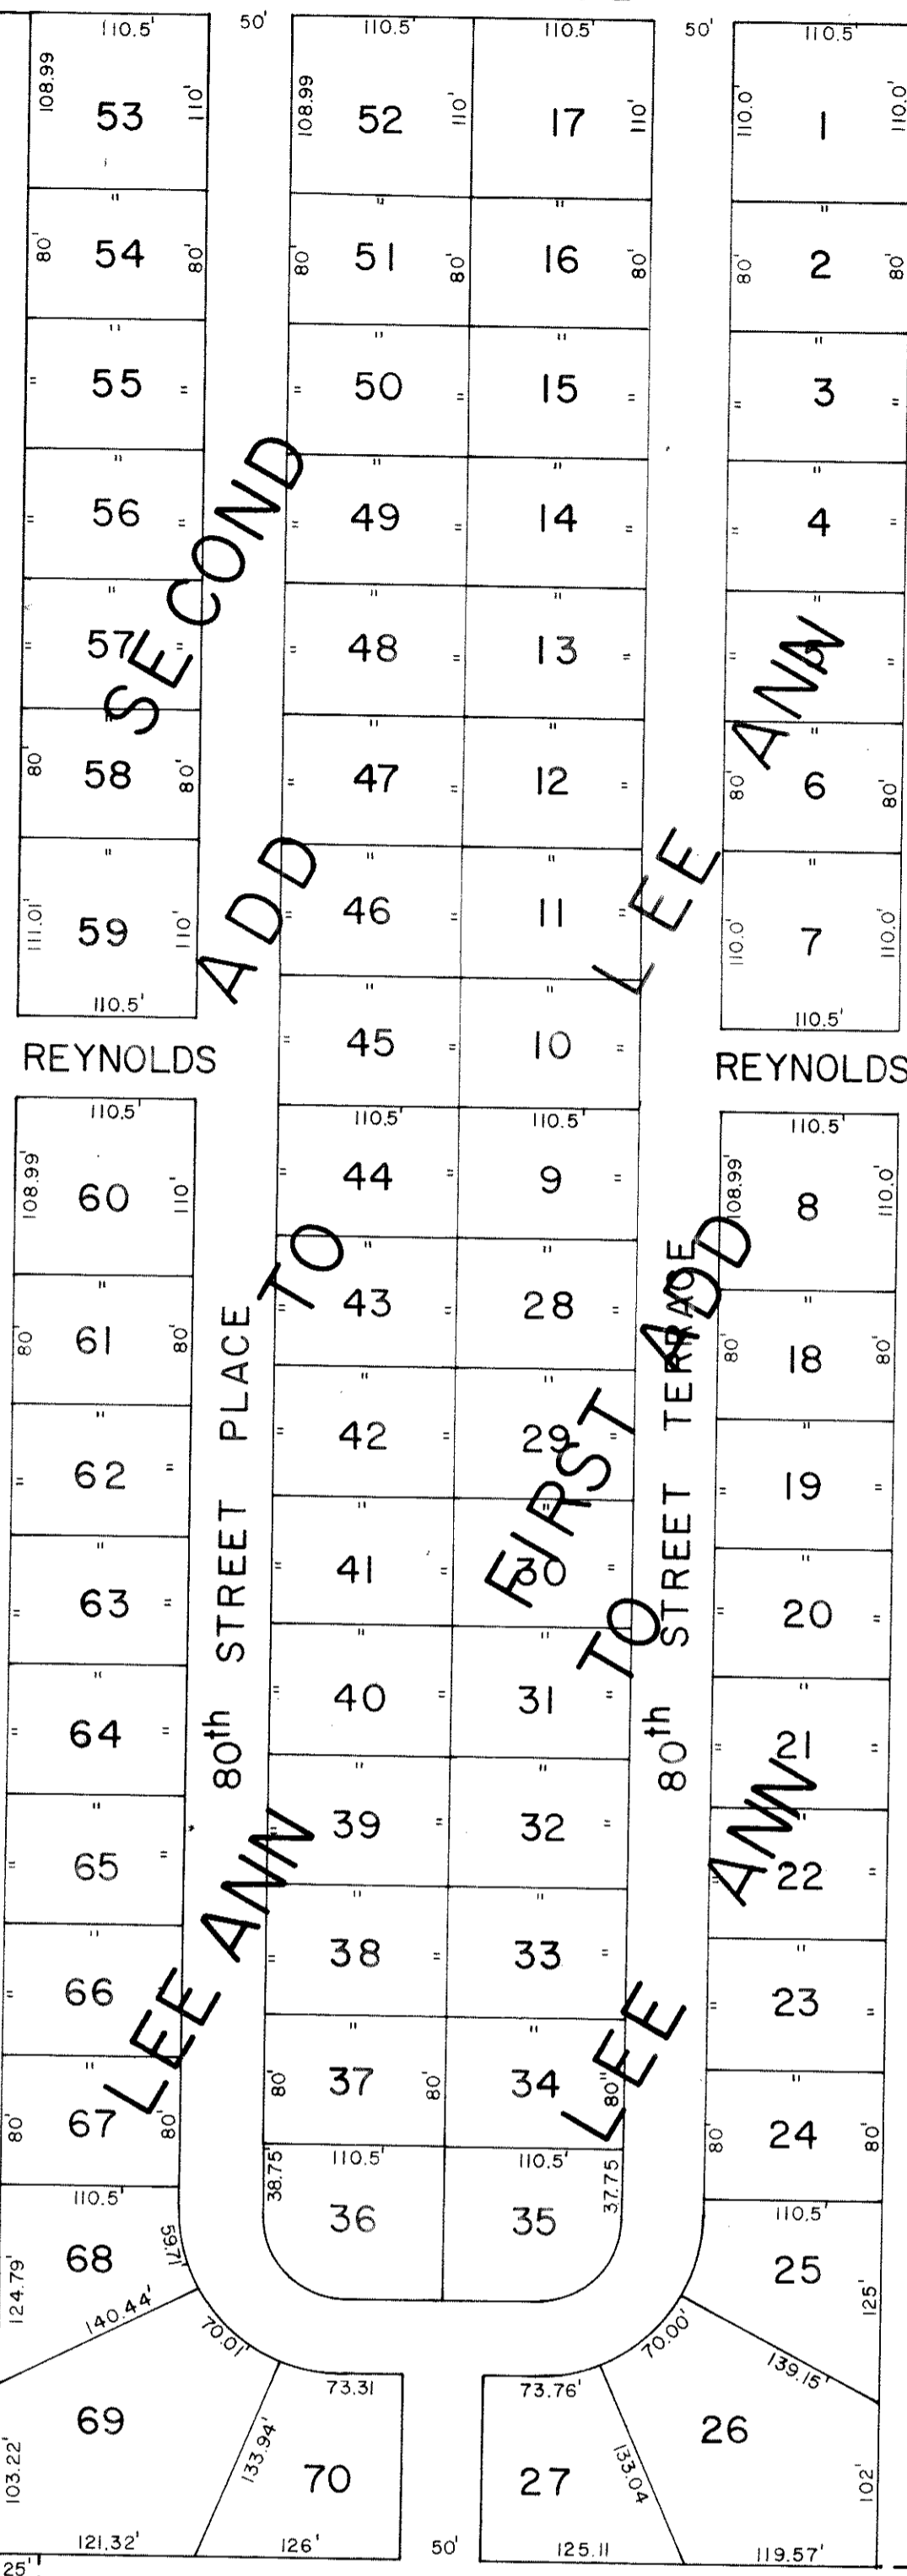 110.5' 50' 110.5' 110.5' 50' 110.5'
108.99 53 110' 108.99 52 110' 17 110' 110.0' 1 110.0'
" " " "
80' 54 80' 80' 51 80' 16 80' 80' 2 80'
" " " "
" 55 " " 50 " 15 " " 3 "
" " " "
" 56 " " 49 " 14 " " 4 "
" " " "
" 57 " " 48 " 13 " " 5 "
" " " "
80' 58 80' " 47 " 12 " 80' 6 80'
" " " "
111.01' 59 110' " 46 " 11 " 110.0' 7 110.0'
110.5' " " 110.5'
" 45 " 10 "
REYNOLDS REYNOLDS
110.5' 110.5' 110.5' 110.5'
108.99' 60 110' " 44 " 9 " 108.99' 8 110.0'
" " " "
80' 61 80' " 43 28 " 80' 18 80'
" " " "
" 62 " " 42 " 29 " 19 "
" " " "
" 63 " " 41 30 " 20 "
" " " "
" 64 " " 40 " 31 " " 21 "
" " " "
" 65 " " 39 32 " 22 "
" " " "
" 66 " 38 " 33 " " 23 "
" " " "
80' 67 80' 80' 37 80' 34 80" 80' 24 80'
110.5' 110.5' 110.5' 110.5'
124.79' 68 59.71' 38.75' 36 35 37.75 25 125'
140.44' 70.01' 70.00' 139.15'
73.31 73.76'
103.22' 69 133.94' 70 27 133.04 26 102'
121.32' 126' 50' 125.11 119.57'
25'
80th STREET PLACE
80th STREET TERRACE
LEE ANN
SECOND
ADD
TO
LEE ANN
FIRST ADD
TO
LEE ANN